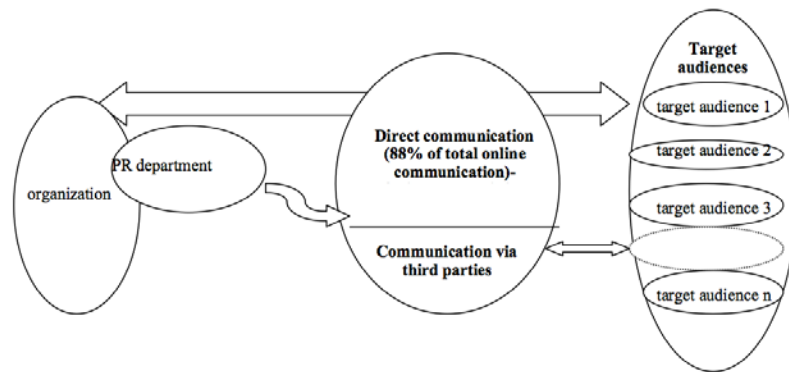 organization
PR department
Direct communication
(88% of total online
communication)-
Communication via
third parties
Target
audiences
target audience 1
target audience 2
target audience 3
target audience n